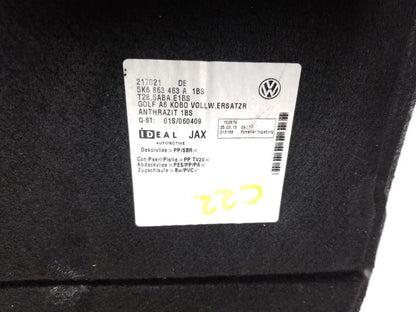 217021 DE
5K6 863 463 A 1BS
T28.SABA.E1BS
GOLF A6 KOBO VOLLW.ERSATZR
ANTHRAZIT 1BS
Q-ST: 01S/060409
IDEAL JAX
AUTOMOTIVE
Dekorvlies >PP/SBR<
Con-Pearl-Platte >PP TV20<
Abklebevlies >PES/PP/PA<
Zugschlaufe >Bw/PVC<
C22